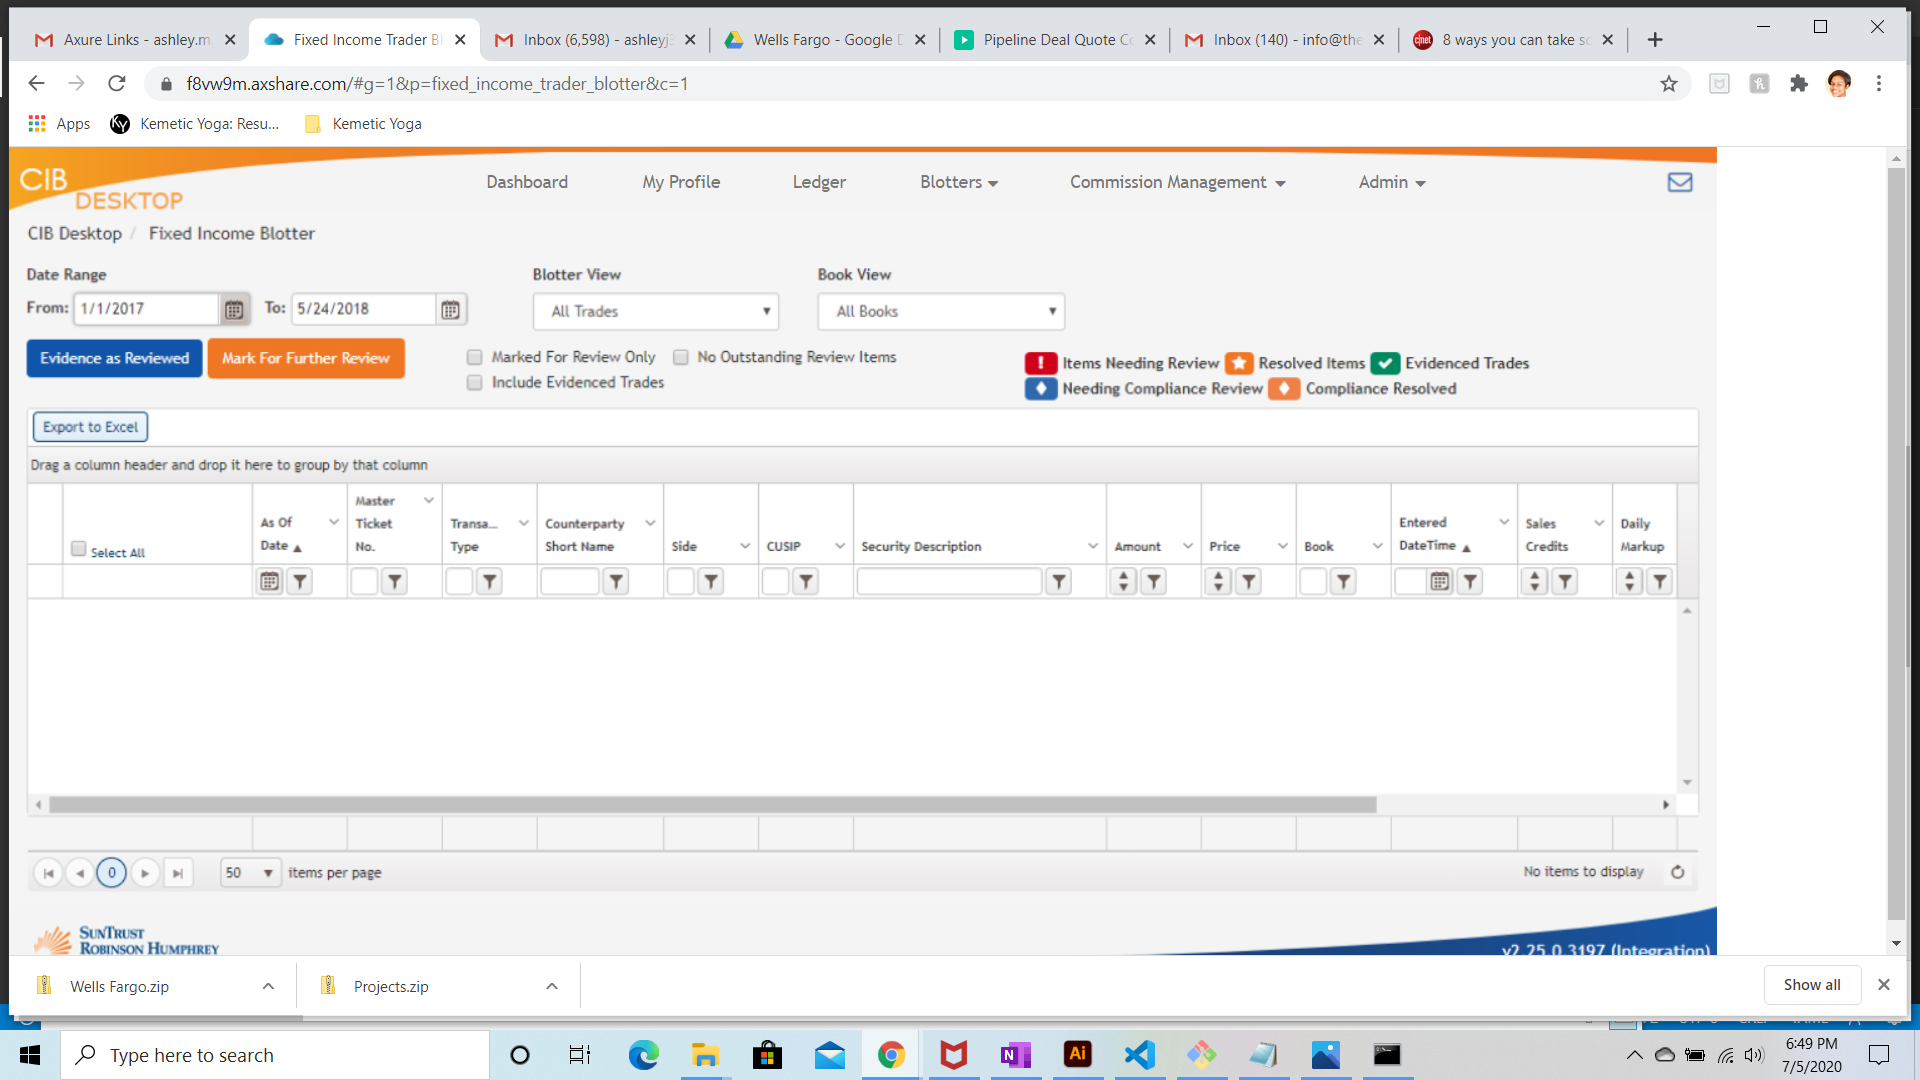 Axure Links - ashley.m
Fixed Income Trader Bl
Inbox (6,598) - ashleyj
Wells Fargo - Google D
Pipeline Deal Quote Co
Inbox (140) - info@the
cnet
8 ways you can take sc
f8vw9m.axshare.com/#g=1&p=fixed_income_trader_blotter&c=1
Apps
KY
Kemetic Yoga: Resu...
Kemetic Yoga
CIB
DESKTOP
Dashboard
My Profile
Ledger
Blotters
Commission Management
Admin
CIB Desktop / Fixed Income Blotter
Date Range
Blotter View
Book View
From: 1/1/2017
To: 5/24/2018
All Trades
All Books
Evidence as Reviewed
Mark For Further Review
Marked For Review Only
No Outstanding Review Items
Include Evidenced Trades
! Items Needing Review
Resolved Items
Evidenced Trades
Needing Compliance Review
Compliance Resolved
Export to Excel
Drag a column header and drop it here to group by that column
Select All
As Of
Date
Master
Ticket
No.
Transa...
Type
Counterparty
Short Name
Side
CUSIP
Security Description
Amount
Price
Book
Entered
DateTime
Sales
Credits
Daily
Markup
0
50
items per page
No items to display
SUNTRUST
ROBINSON HUMPHREY
v2.25.0.3197 (Integration)
Wells Fargo.zip
Projects.zip
Show all
Type here to search
N
Ai
6:49 PM
7/5/2020